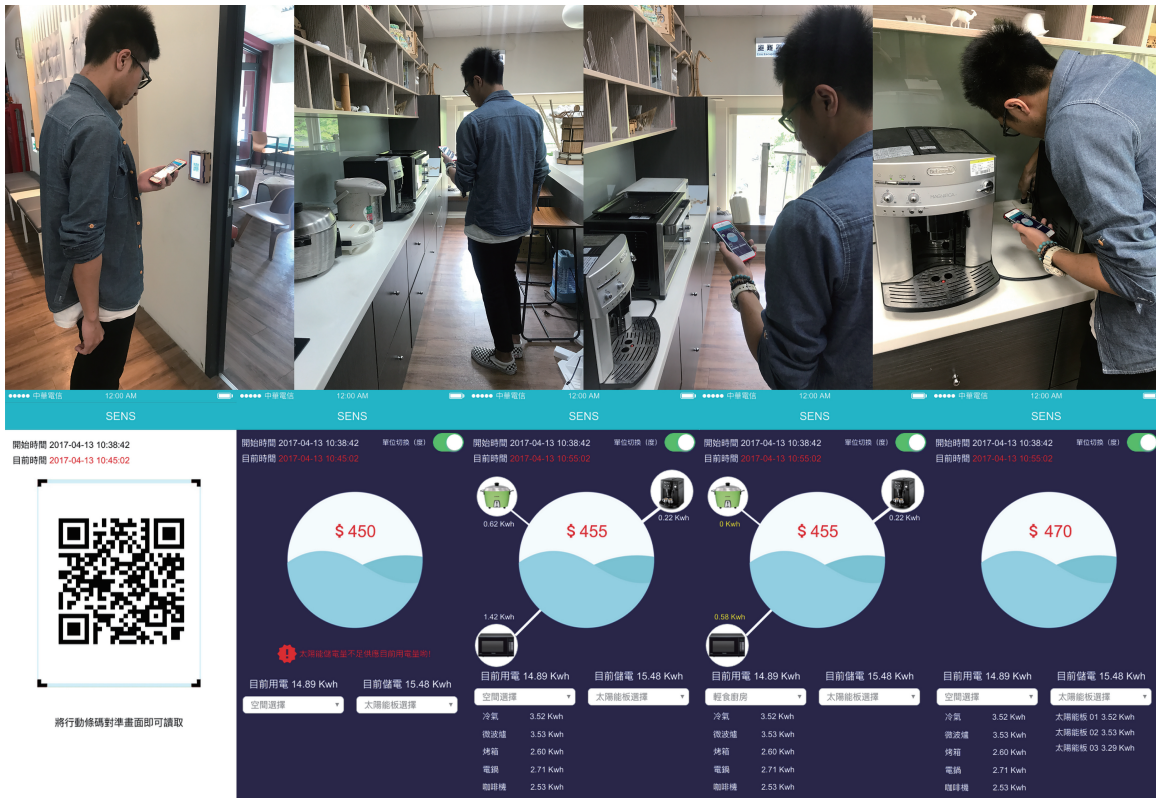 DeLonghi
中華電信 12:00 AM
SENS
開始時間 2017-04-13 10:38:42
目前時間 2017-04-13 10:45:02
將行動條碼對準畫面即可讀取
中華電信 12:00 AM
SENS
開始時間 2017-04-13 10:38:42 單位切換（度）
目前時間 2017-04-13 10:45:02
$ 450
太陽能儲電量不足供應目前用電量喲!
目前用電 14.89 Kwh 目前儲電 15.48 Kwh
空間選擇 太陽能板選擇
中華電信 12:00 AM
SENS
開始時間 2017-04-13 10:38:42 單位切換（度）
目前時間 2017-04-13 10:55:02
0.62 Kwh
0.22 Kwh
$ 455
1.42 Kwh
目前用電 14.89 Kwh 目前儲電 15.48 Kwh
空間選擇 太陽能板選擇
冷氣 3.52 Kwh
微波爐 3.53 Kwh
烤箱 2.60 Kwh
電鍋 2.71 Kwh
咖啡機 2.53 Kwh
中華電信 12:00 AM
SENS
開始時間 2017-04-13 10:38:42 單位切換（度）
目前時間 2017-04-13 10:55:02
0 Kwh
0.22 Kwh
$ 455
0.58 Kwh
目前用電 14.89 Kwh 目前儲電 15.48 Kwh
輕食廚房 太陽能板選擇
冷氣 3.52 Kwh
微波爐 3.53 Kwh
烤箱 2.60 Kwh
電鍋 2.71 Kwh
咖啡機 2.53 Kwh
中華電信 12:00 AM
SENS
開始時間 2017-04-13 10:38:42 單位切換（度）
目前時間 2017-04-13 10:55:02
$ 470
目前用電 14.89 Kwh 目前儲電 15.48 Kwh
空間選擇 太陽能板選擇
冷氣 3.52 Kwh
微波爐 3.53 Kwh
烤箱 2.60 Kwh
電鍋 2.71 Kwh
咖啡機 2.53 Kwh
太陽能板 01 3.52 Kwh
太陽能板 02 3.53 Kwh
太陽能板 03 3.29 Kwh